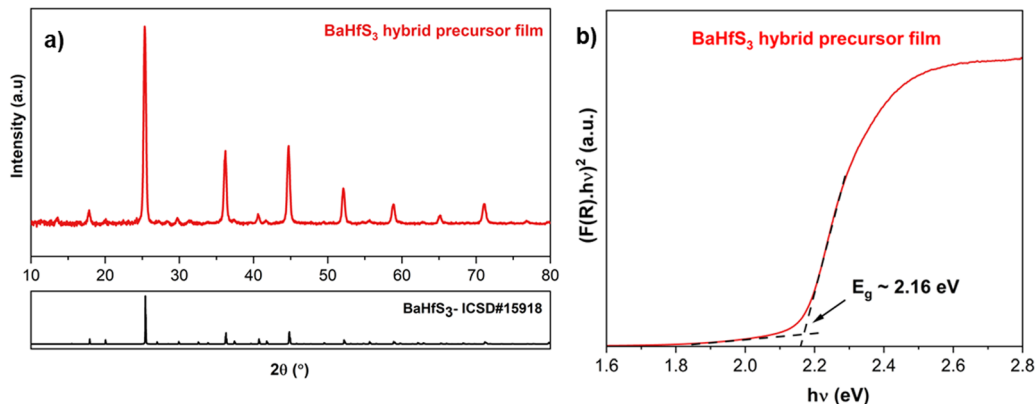 a)
BaHfS₃ hybrid precursor film
Intensity (a.u)
10 20 30 40 50 60 70 80
BaHfS₃- ICSD#15918
2θ (°)
b)
BaHfS₃ hybrid precursor film
(F(R).hν)² (a.u.)
E_g ~ 2.16 eV
1.6 1.8 2.0 2.2 2.4 2.6 2.8
hν (eV)